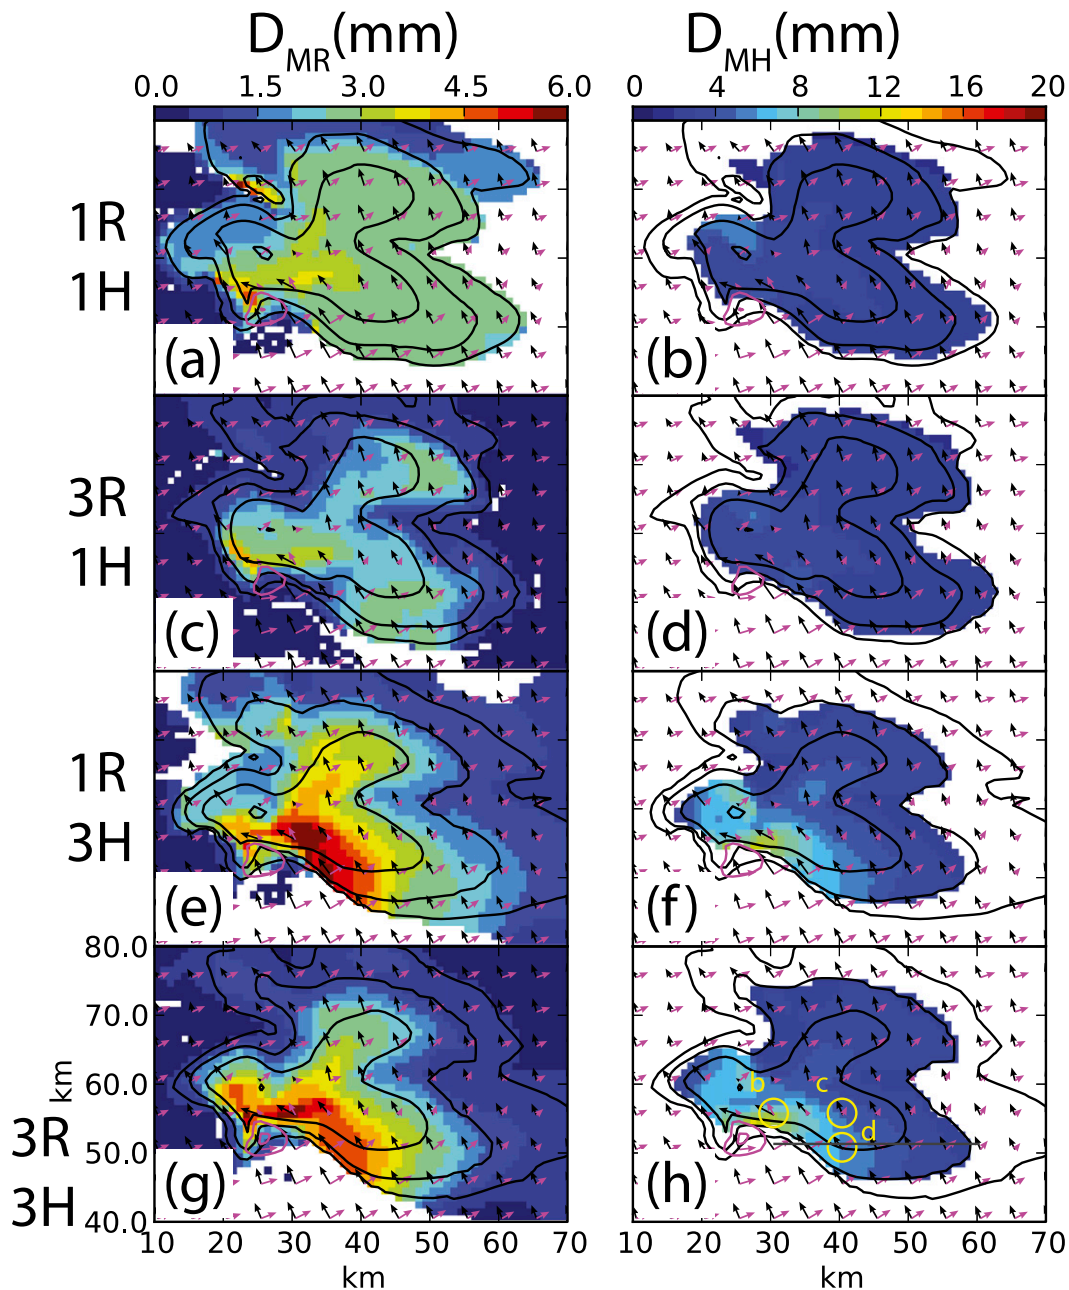 D_MR(mm) D_MH(mm)
0.0 1.5 3.0 4.5 6.0 0 4 8 12 16 20
1R
1H
(a) (b)
3R
1H
(c) (d)
1R
3H
(e) (f)
80.0
70.0
60.0
50.0
40.0
km
b c
d
3R
3H
(g) (h)
10 20 30 40 50 60 70 10 20 30 40 50 60 70
km km